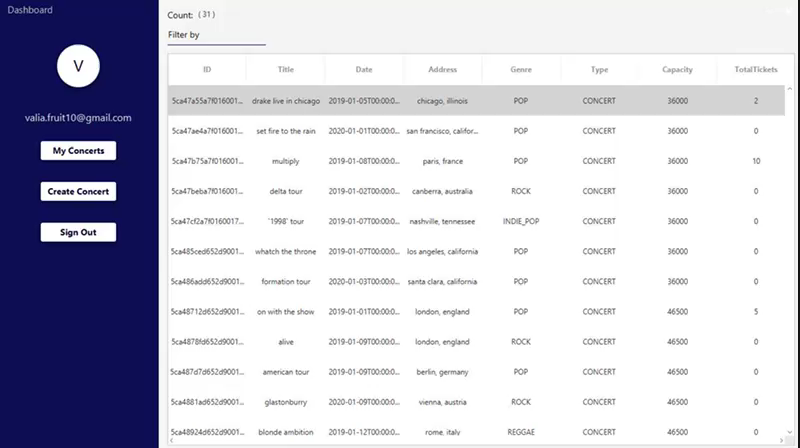 Dashboard
V
valia.fruit10@gmail.com
My Concerts
Create Concert
Sign Out
Count: (31)
Filter by
ID Title Date Address Genre Type Capacity TotalTickets
5ca47a55a7f016001... drake live in chicago 2019-01-05T00:00:0... chicago, illinois POP CONCERT 36000 2
5ca47ae4a7f016001... set fire to the rain 2020-01-01T00:00:0... san francisco, califor... POP CONCERT 36000 0
5ca47b75a7f016001... multiply 2019-01-08T00:00:0... paris, france POP CONCERT 36000 10
5ca47beba7f016001... delta tour 2019-01-02T00:00:0... canberra, australia ROCK CONCERT 36000 0
5ca47cf2a7f0160017... '1998' tour 2019-01-07T00:00:0... nashville, tennessee INDIE_POP CONCERT 36000 0
5ca485ced652d9001... whatch the throne 2019-01-07T00:00:0... los angeles, california POP CONCERT 36000 0
5ca486add652d9001... formation tour 2020-01-03T00:00:0... santa clara, california POP CONCERT 36000 0
5ca48712d652d9001... on with the show 2019-01-01T00:00:0... london, england POP CONCERT 46500 5
5ca4878fd652d9001... alive 2019-01-09T00:00:0... london, england ROCK CONCERT 46500 0
5ca487d7d652d9001... american tour 2019-01-09T00:00:0... berlin, germany POP CONCERT 46500 0
5ca4881ad652d9001... glastonburry 2020-01-09T00:00:0... vienna, austria ROCK CONCERT 46500 0
5ca48924d652d9001... blonde ambition 2019-01-12T00:00:0... rome, italy REGGAE CONCERT 46500 0